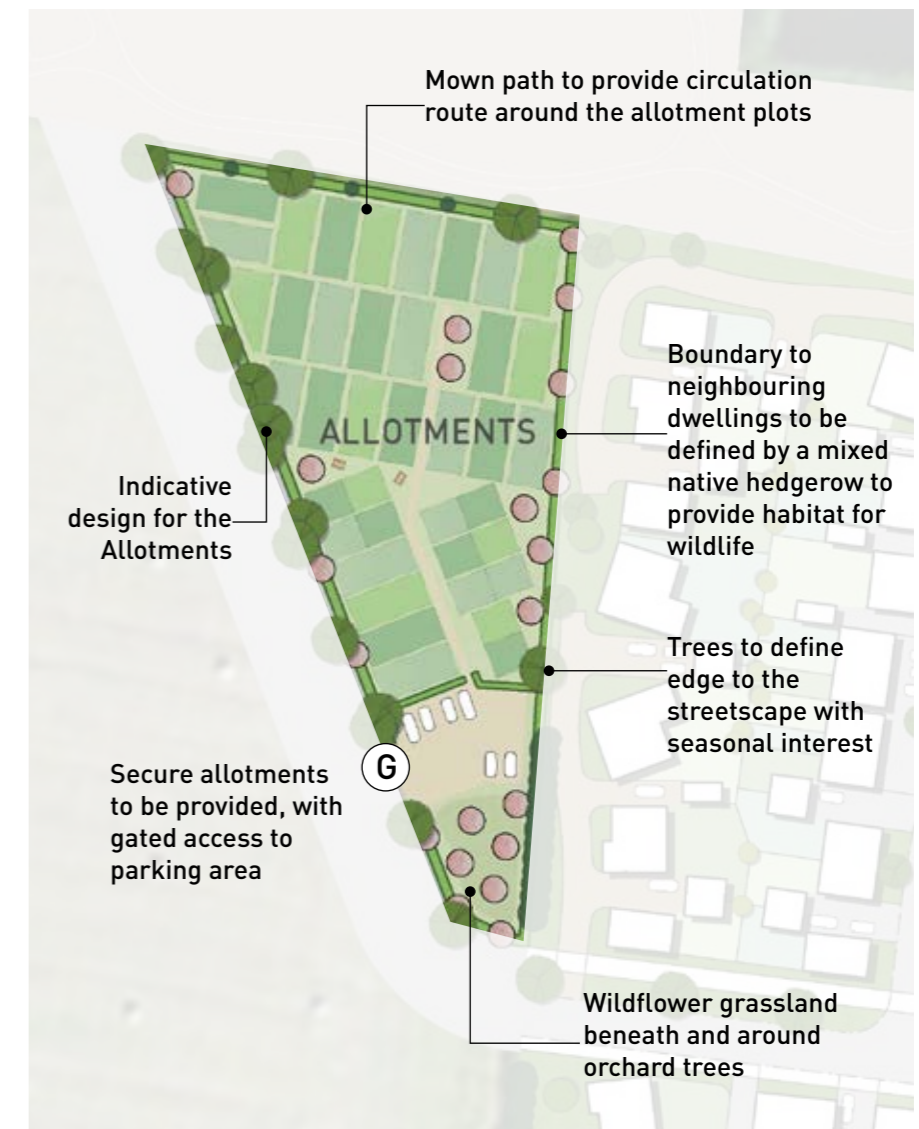 Mown path to provide circulation
route around the allotment plots
Boundary to
neighbouring
dwellings to be
defined by a mixed
native hedgerow to
provide habitat for
wildlife
ALLOTMENTS
Indicative
design for the
Allotments
Trees to define
edge to the
streetscape with
seasonal interest
G
Secure allotments
to be provided, with
gated access to
parking area
Wildflower grassland
beneath and around
orchard trees